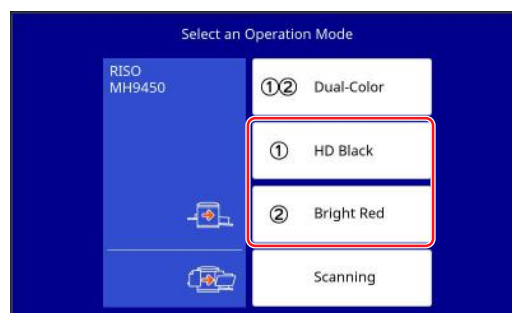 Select an Operation Mode
RISO
MH9450
①② Dual-Color
① HD Black
② Bright Red
Scanning